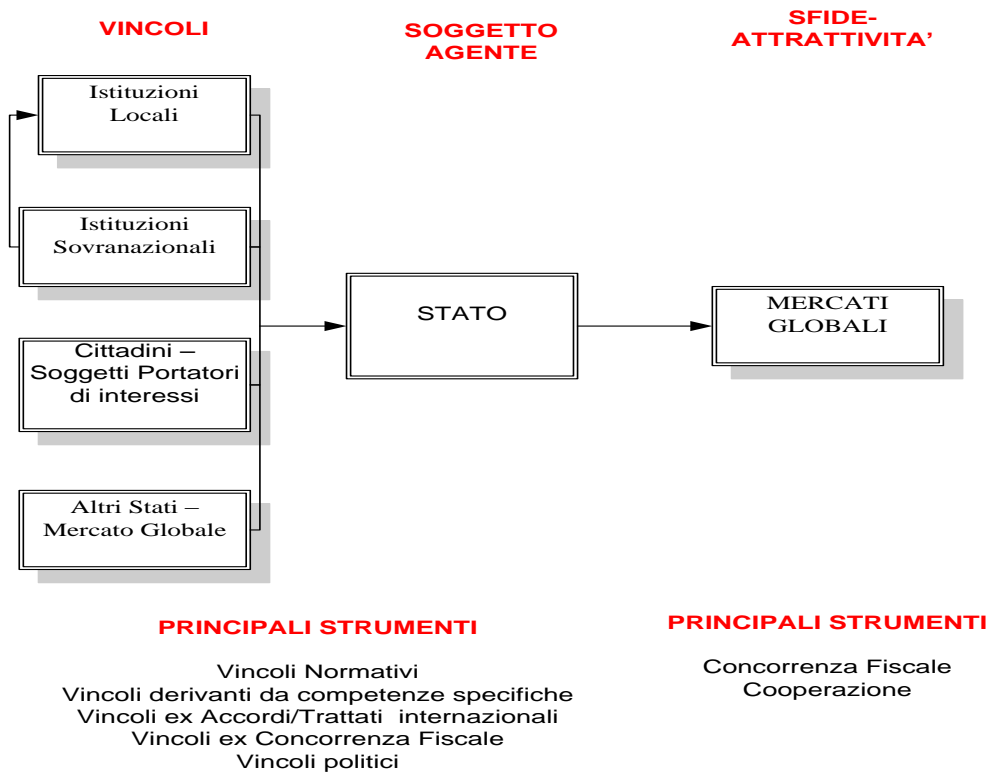 VINCOLI
SOGGETTO
AGENTE
SFIDE-
ATTRATTIVITA’
Istituzioni
Locali
Istituzioni
Sovranazionali
Cittadini –
Soggetti Portatori
di interessi
Altri Stati –
Mercato Globale
STATO
MERCATI
GLOBALI
PRINCIPALI STRUMENTI
Vincoli Normativi
Vincoli derivanti da competenze specifiche
Vincoli ex Accordi/Trattati internazionali
Vincoli ex Concorrenza Fiscale
Vincoli politici
PRINCIPALI STRUMENTI
Concorrenza Fiscale
Cooperazione